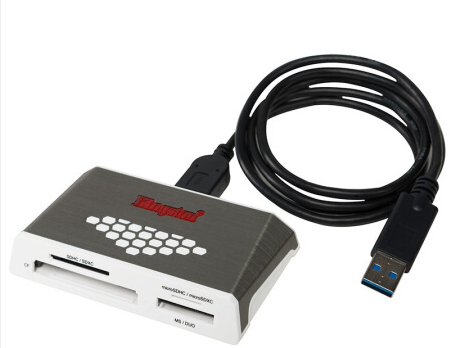 Kingston
SDHC / SDXC
CF
microSDHC / microSDXC
MS / DUO